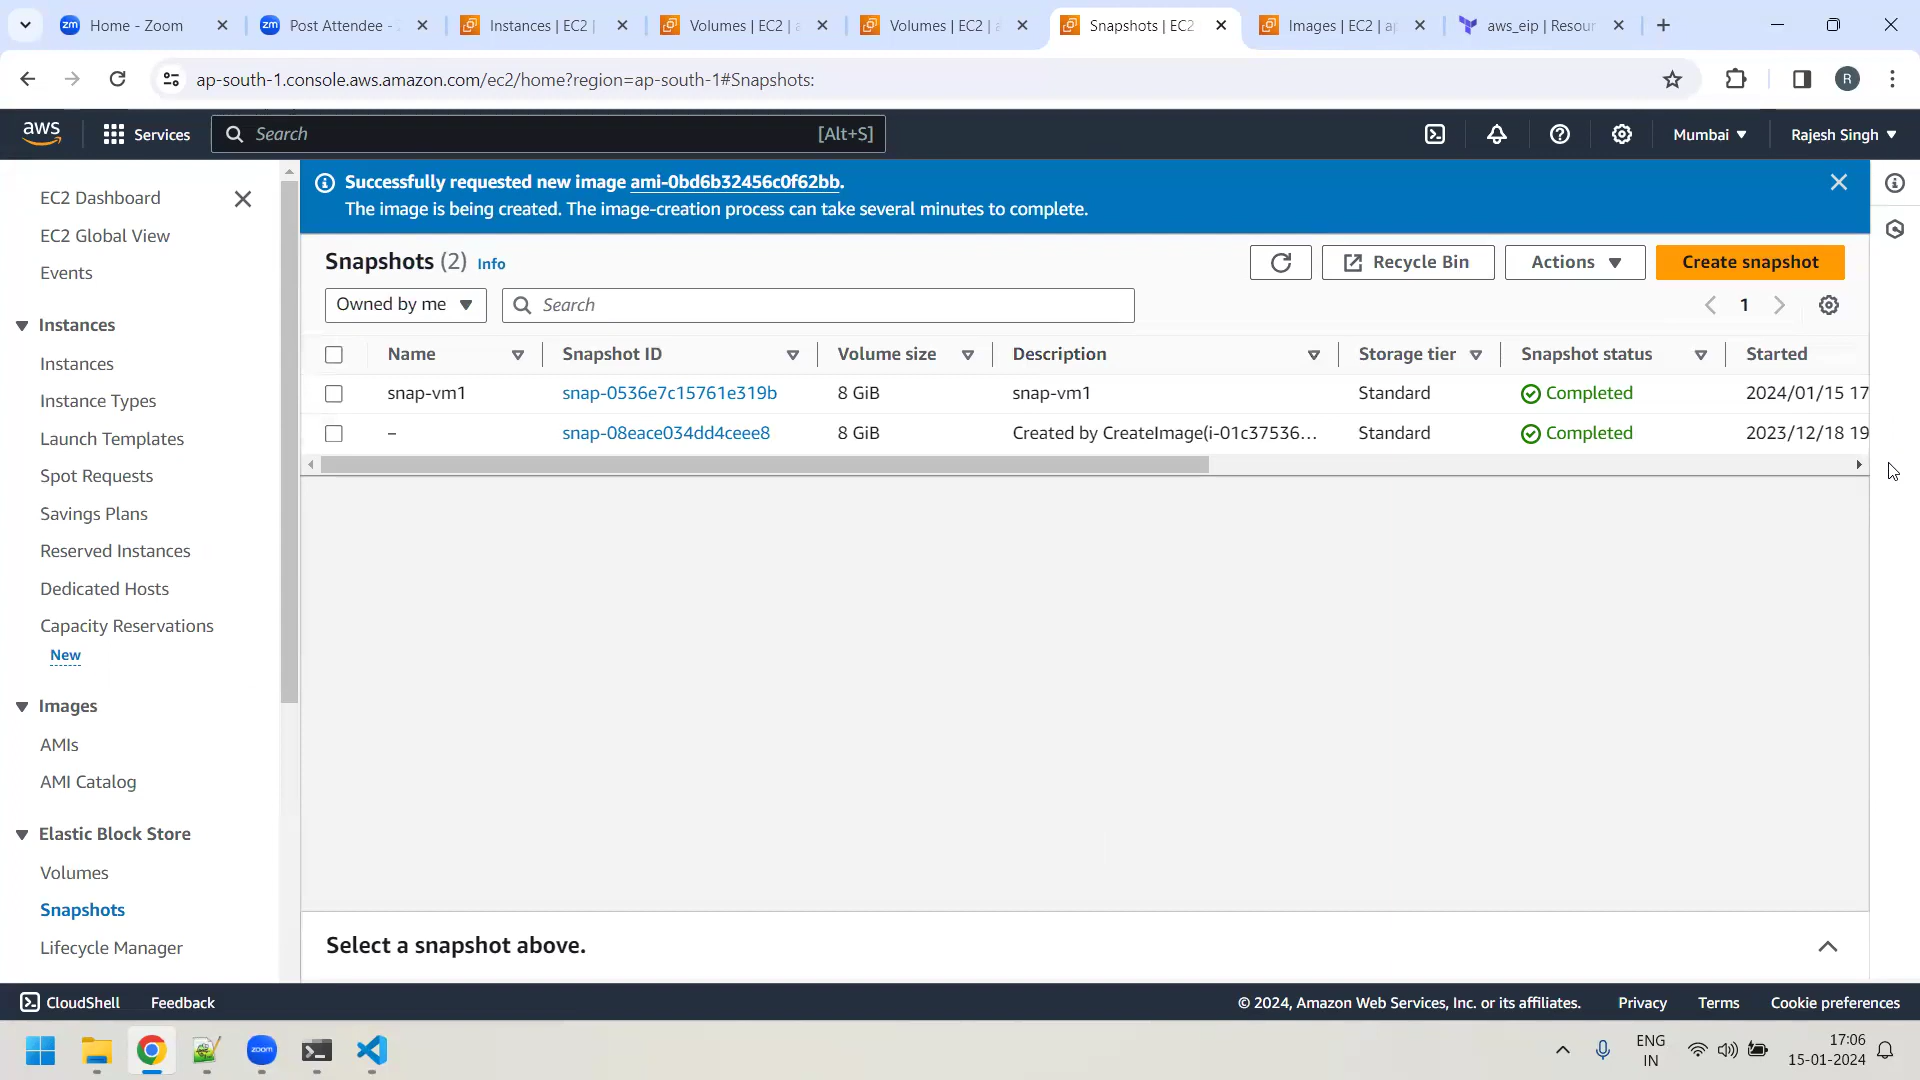 Home - Zoom
Post Attendee -
Instances | EC2 |
Volumes | EC2 | a
Volumes | EC2 | a
Snapshots | EC2
Images | EC2 | ap
aws_eip | Resour
ap-south-1.console.aws.amazon.com/ec2/home?region=ap-south-1#Snapshots:
R
aws
Services
Search
[Alt+S]
Mumbai
Rajesh Singh
EC2 Dashboard
EC2 Global View
Events
Instances
Instances
Instance Types
Launch Templates
Spot Requests
Savings Plans
Reserved Instances
Dedicated Hosts
Capacity Reservations
New
Images
AMIs
AMI Catalog
Elastic Block Store
Volumes
Snapshots
Lifecycle Manager
Successfully requested new image ami-0bd6b32456c0f62bb.
The image is being created. The image-creation process can take several minutes to complete.
Snapshots (2) Info
Recycle Bin
Actions
Create snapshot
Owned by me
Search
1
Name Snapshot ID Volume size Description Storage tier Snapshot status Started
snap-vm1 snap-0536e7c15761e319b 8 GiB snap-vm1 Standard Completed 2024/01/15 17
– snap-08eace034dd4ceee8 8 GiB Created by CreateImage(i-01c37536... Standard Completed 2023/12/18 19
Select a snapshot above.
CloudShell
Feedback
© 2024, Amazon Web Services, Inc. or its affiliates.
Privacy
Terms
Cookie preferences
zoom
ENG
IN
17:06
15-01-2024